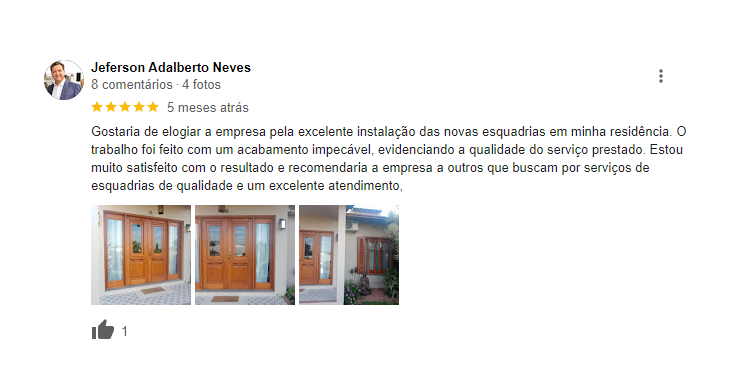 Jeferson Adalberto Neves
8 comentários · 4 fotos
5 meses atrás
Gostaria de elogiar a empresa pela excelente instalação das novas esquadrias em minha residência. O
trabalho foi feito com um acabamento impecável, evidenciando a qualidade do serviço prestado. Estou
muito satisfeito com o resultado e recomendaria a empresa a outros que buscam por serviços de
esquadrias de qualidade e um excelente atendimento,
1